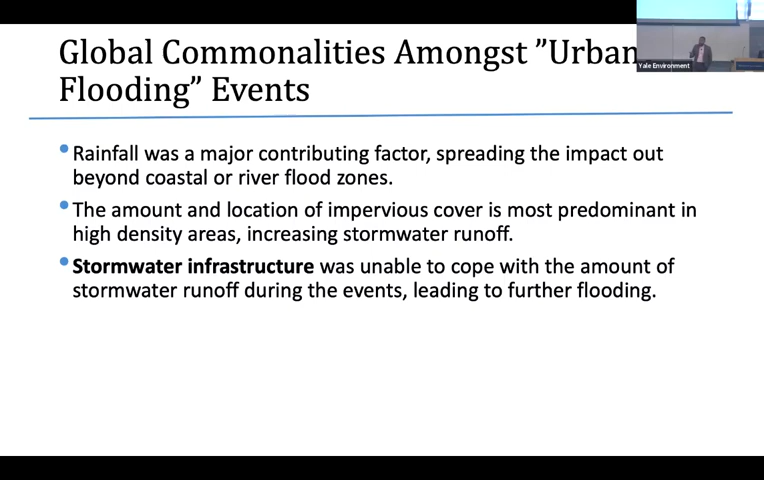 Global Commonalities Amongst ”Urban
Flooding” Events
Yale Environment
•Rainfall was a major contributing factor, spreading the impact out
beyond coastal or river flood zones.
•The amount and location of impervious cover is most predominant in
high density areas, increasing stormwater runoff.
•Stormwater infrastructure was unable to cope with the amount of
stormwater runoff during the events, leading to further flooding.